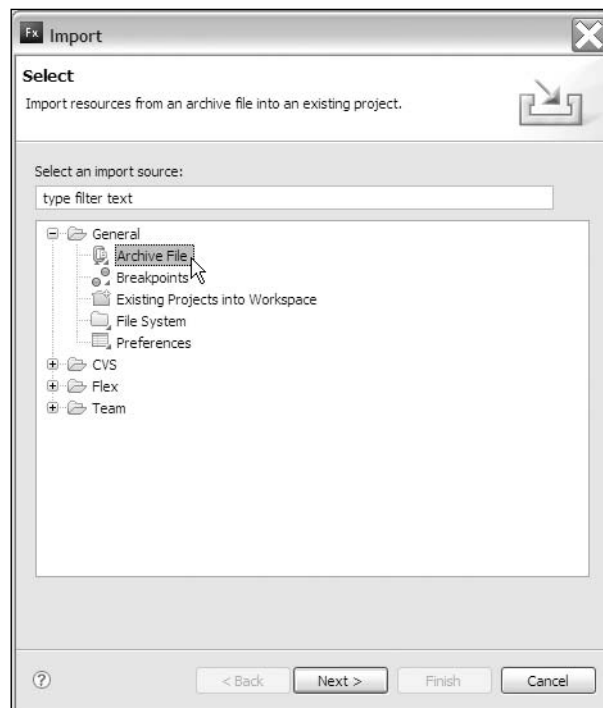 Fx Import
Select
Import resources from an archive file into an existing project.
Select an import source:
type filter text
General
Archive File
Breakpoints
Existing Projects into Workspace
File System
Preferences
CVS
Flex
Team
? < Back Next > Finish Cancel